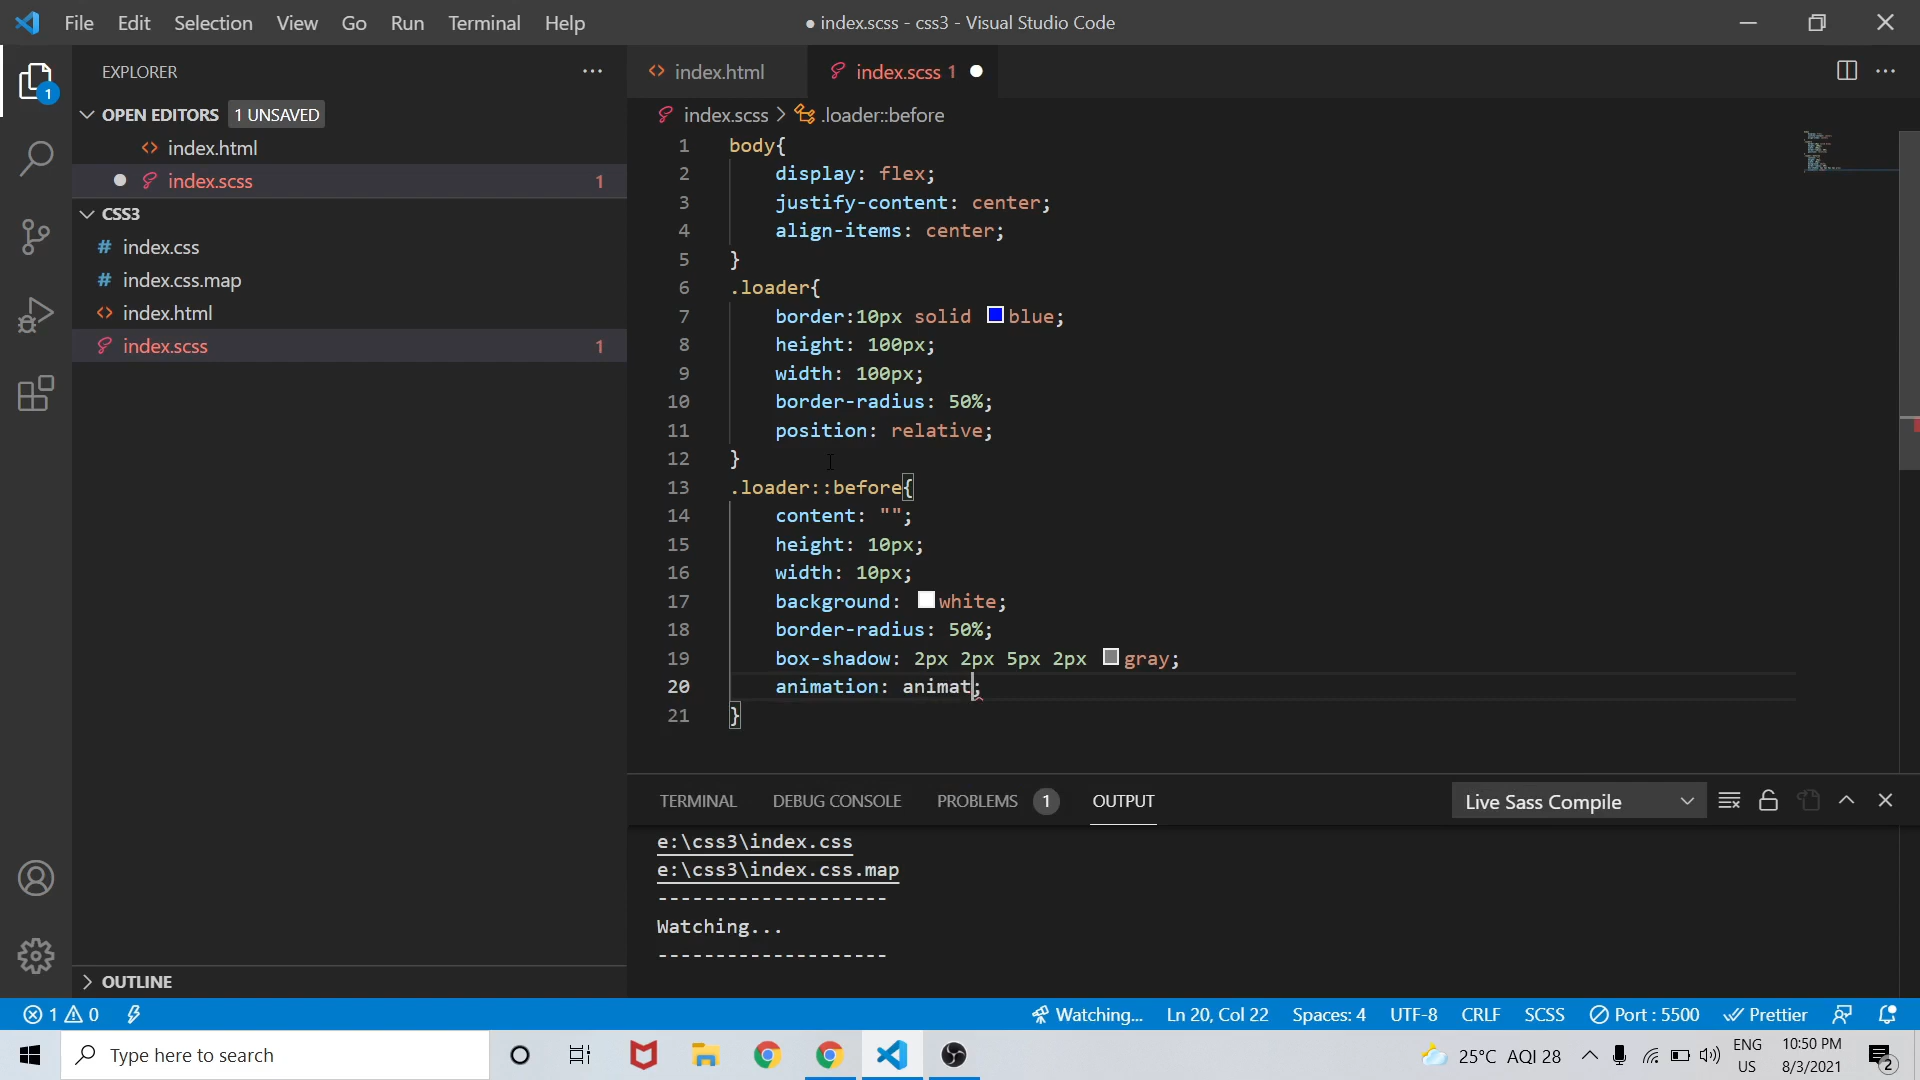 File Edit Selection View Go Run Terminal Help
● index.scss - css3 - Visual Studio Code
EXPLORER
OPEN EDITORS 1 UNSAVED
index.html
index.scss 1
CSS3
index.css
index.css.map
index.html
index.scss 1
OUTLINE
1
index.html
index.scss 1
index.scss > .loader::before
1 body{
2 display: flex;
3 justify-content: center;
4 align-items: center;
5 }
6 .loader{
7 border:10px solid blue;
8 height: 100px;
9 width: 100px;
10 border-radius: 50%;
11 position: relative;
12 }
13 .loader::before{
14 content: "";
15 height: 10px;
16 width: 10px;
17 background: white;
18 border-radius: 50%;
19 box-shadow: 2px 2px 5px 2px gray;
20 animation: animat;
21 }
TERMINAL DEBUG CONSOLE PROBLEMS 1 OUTPUT
Live Sass Compile
e:\css3\index.css
e:\css3\index.css.map
--------------------
Watching...
--------------------
1 0 Watching... Ln 20, Col 22 Spaces: 4 UTF-8 CRLF SCSS Port : 5500 Prettier
Type here to search
25°C AQI 28
ENG
US
10:50 PM
8/3/2021
2